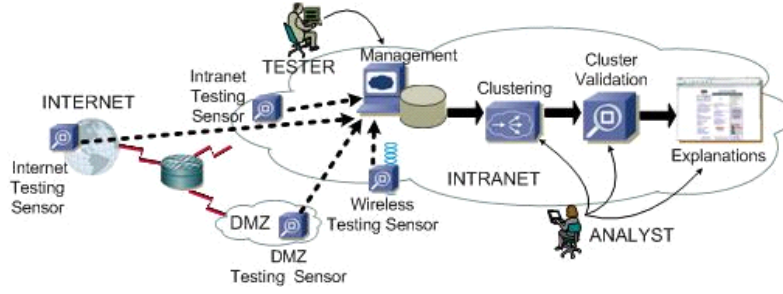 Management
TESTER
Cluster
Validation
Clustering
Intranet
Testing
Sensor
INTERNET
Internet
Testing
Sensor
Explanations
INTRANET
Wireless
Testing Sensor
DMZ
DMZ
Testing Sensor
ANALYST